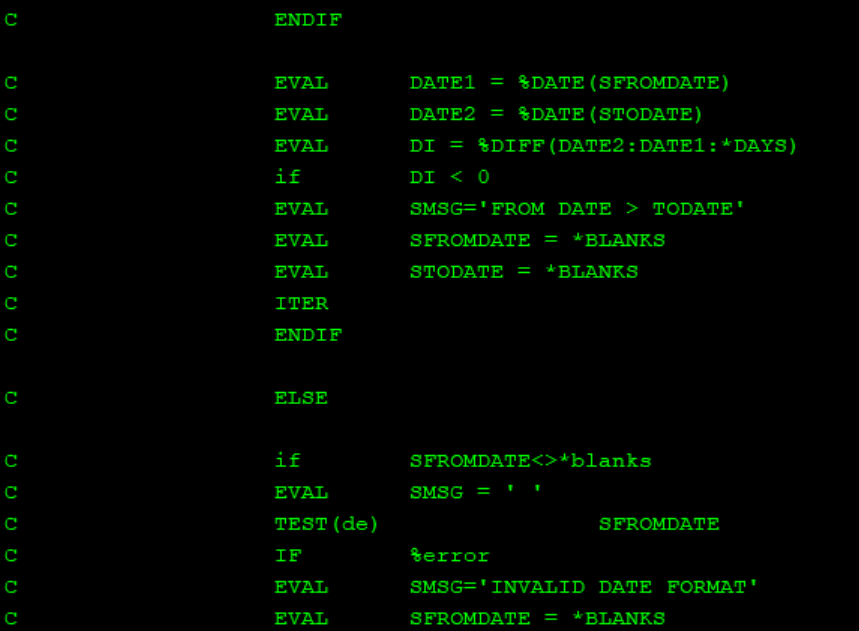 C                    ENDIF
C                    EVAL      DATE1 = %DATE(SFROMDATE)
C                    EVAL      DATE2 = %DATE(STODATE)
C                    EVAL      DI = %DIFF(DATE2:DATE1:*DAYS)
C                    if        DI < 0
C                    EVAL      SMSG='FROM DATE > TODATE'
C                    EVAL      SFROMDATE = *BLANKS
C                    EVAL      STODATE = *BLANKS
C                    ITER
C                    ENDIF
C                    ELSE
C                    if        SFROMDATE<>*blanks
C                    EVAL      SMSG = ' '
C                    TEST(de)                SFROMDATE
C                    IF        %error
C                    EVAL      SMSG='INVALID DATE FORMAT'
C                    EVAL      SFROMDATE = *BLANKS